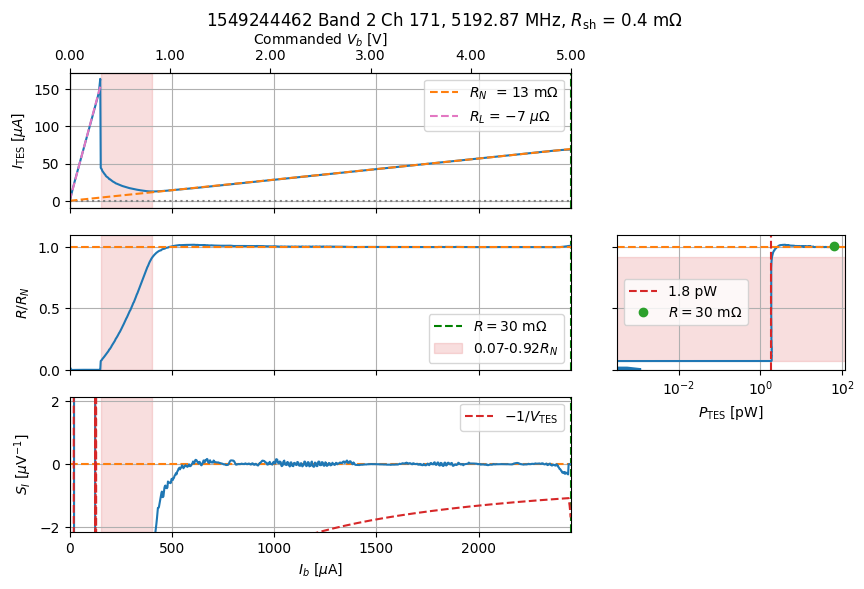 1549244462 Band 2 Ch 171, 5192.87 MHz, R_sh = 0.4 mΩ
Commanded V_b [V]
0.00 1.00 2.00 3.00 4.00 5.00
I_TES [μA]
150
100
50
0
R_N = 13 mΩ
R_L = −7 μΩ
R/R_N
1.0
0.5
0.0
R = 30 mΩ
0.07-0.92R_N
1.8 pW
R = 30 mΩ
10^−2 10^0 10^2
P_TES [pW]
S_I [μV^−1]
2
0
−2
−1/V_TES
0 500 1000 1500 2000
I_b [μA]